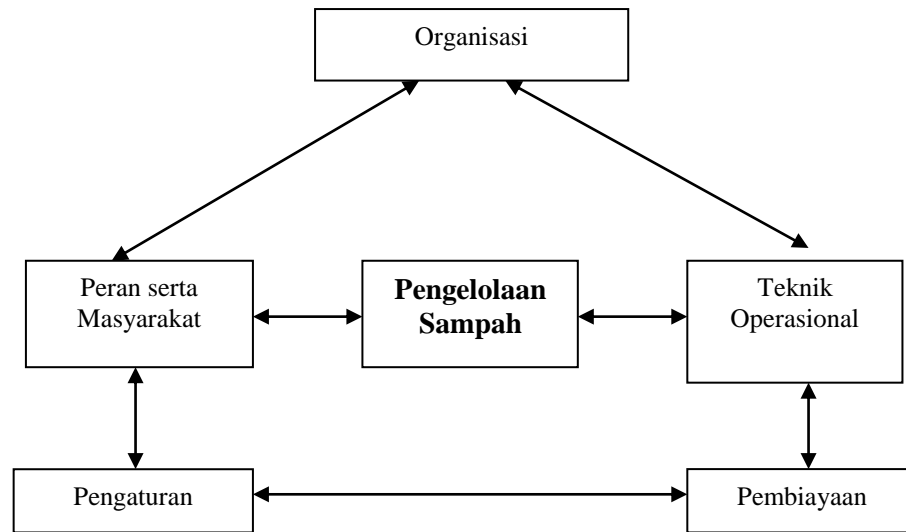 Organisasi
Peran serta
Masyarakat
Pengelolaan
Sampah
Teknik
Operasional
Pengaturan
Pembiayaan